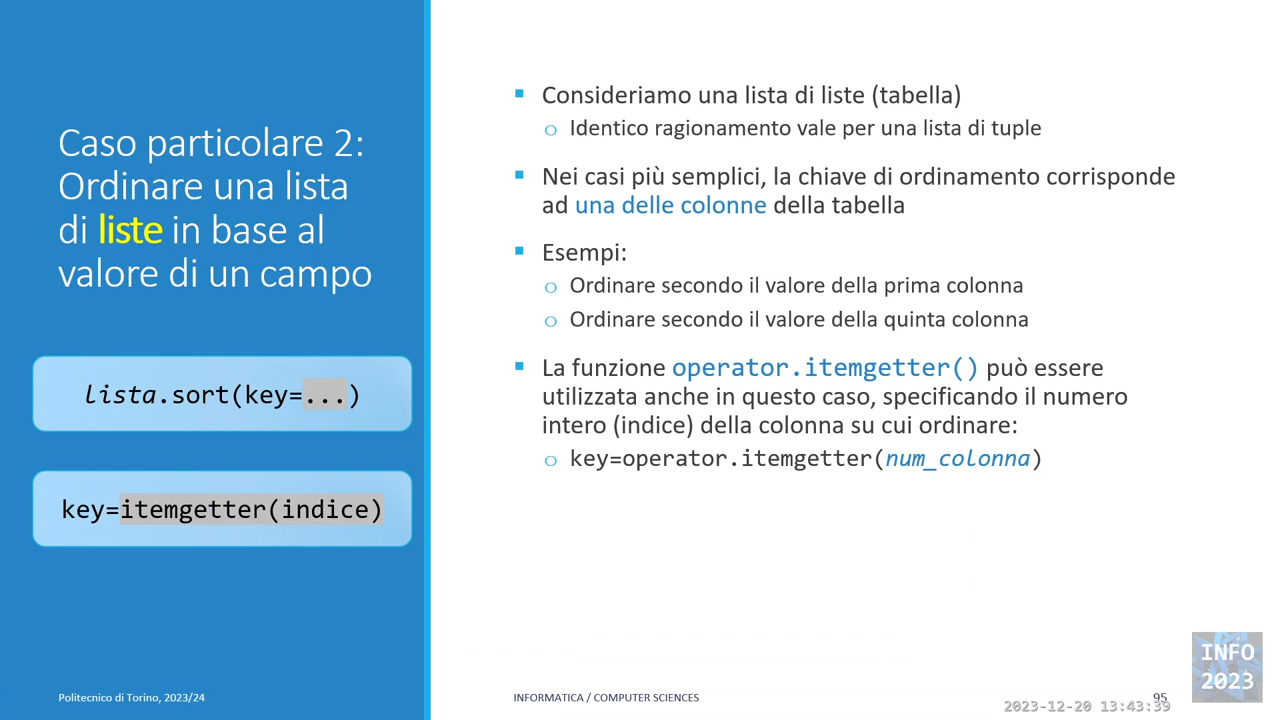 Caso particolare 2:
Ordinare una lista
di liste in base al
valore di un campo
lista.sort(key=...)
key=itemgetter(indice)
Consideriamo una lista di liste (tabella)
Identico ragionamento vale per una lista di tuple
Nei casi più semplici, la chiave di ordinamento corrisponde
ad una delle colonne della tabella
Esempi:
Ordinare secondo il valore della prima colonna
Ordinare secondo il valore della quinta colonna
La funzione operator.itemgetter() può essere
utilizzata anche in questo caso, specificando il numero
intero (indice) della colonna su cui ordinare:
key=operator.itemgetter(num_colonna)
Politecnico di Torino, 2023/24
INFORMATICA / COMPUTER SCIENCES
95
2023-12-20 13:43:39
INFO
2023